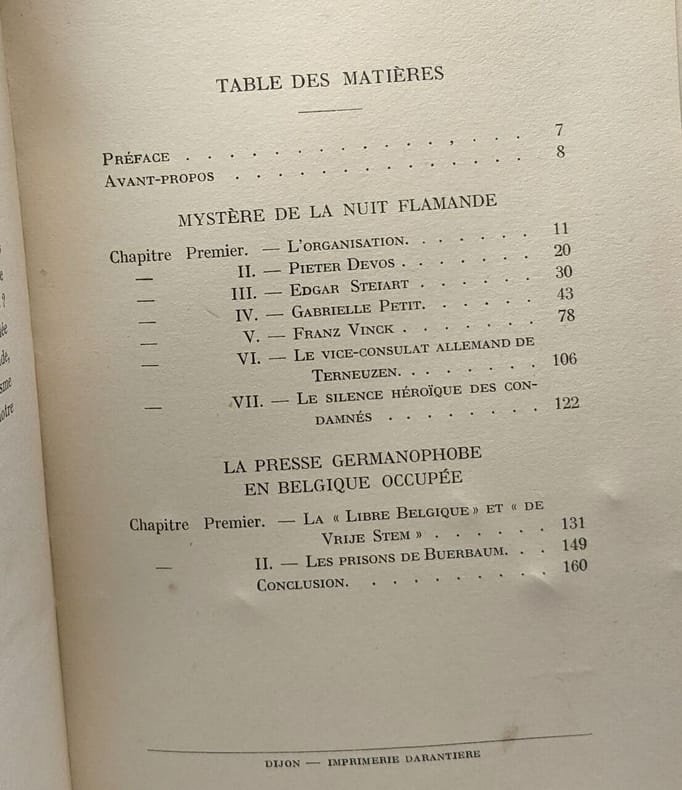 TABLE DES MATIÈRES
PRÉFACE . . . . . . . . . . . . . . . 7
AVANT-PROPOS . . . . . . . . . . . . . 8
MYSTÈRE DE LA NUIT FLAMANDE
Chapitre Premier. — L'ORGANISATION. . . . . . . 11
— II. — PIETER DEVOS . . . . . . . 20
— III. — EDGAR STEIART . . . . . . 30
— IV. — GABRIELLE PETIT. . . . . . 43
— V. — FRANZ VINCK . . . . . . . 78
— VI. — LE VICE-CONSULAT ALLEMAND DE
TERNEUZEN. . . . . . . 106
— VII. — LE SILENCE HÉROÏQUE DES CON-
DAMNÉS . . . . . . . . 122
LA PRESSE GERMANOPHOBE
EN BELGIQUE OCCUPÉE
Chapitre Premier. — LA « LIBRE BELGIQUE » ET « DE
VRIJE STEM » . . . . . . 131
— II. — LES PRISONS DE BUERBAUM. . . 149
CONCLUSION. . . . . . . . . . 160
DIJON — IMPRIMERIE DARANTIERE